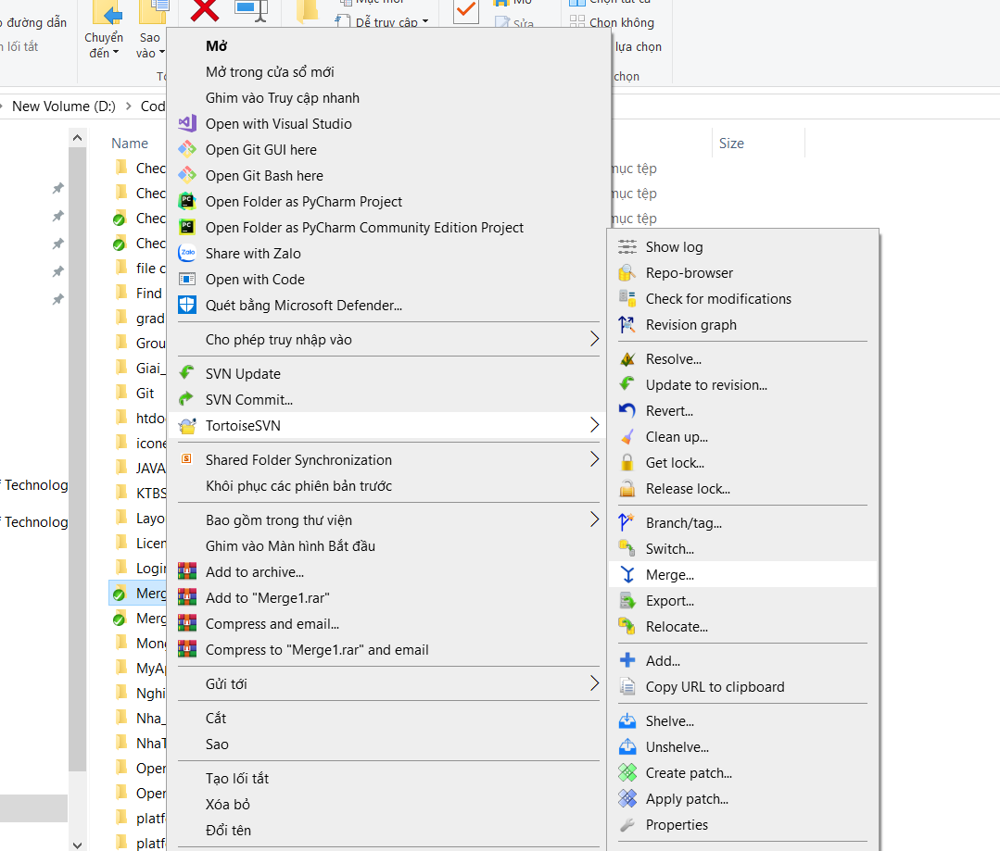 đường dẫn
lối tắt
Chuyển
đến
Sao
vào
Mục mới
Dễ truy cập
Mở
Sửa
Chọn tất cả
Chọn không
lựa chọn
chọn
New Volume (D:)
Cod
Name
Size
mục tệp
mục tệp
mục tệp
Chec
Chec
Chec
Chec
file c
Find
grad
Grou
Giai_
Git
htdo
icone
JAVA
KTBS
Layo
Licen
Login
Merg
Merg
Mong
MyAp
Nghi
Nha_
NhaT
Open
Open
platf
platf
f Technolog
f Technolog
Mở
Mở trong cửa sổ mới
Ghim vào Truy cập nhanh
Open with Visual Studio
Open Git GUI here
Open Git Bash here
Open Folder as PyCharm Project
Open Folder as PyCharm Community Edition Project
Share with Zalo
Open with Code
Quét bằng Microsoft Defender...
Cho phép truy nhập vào
SVN Update
SVN Commit...
TortoiseSVN
Shared Folder Synchronization
Khôi phục các phiên bản trước
Bao gồm trong thư viện
Ghim vào Màn hình Bắt đầu
Add to archive...
Add to "Merge1.rar"
Compress and email...
Compress to "Merge1.rar" and email
Gửi tới
Cắt
Sao
Tạo lối tắt
Xóa bỏ
Đổi tên
Show log
Repo-browser
Check for modifications
Revision graph
Resolve...
Update to revision...
Revert...
Clean up...
Get lock...
Release lock...
Branch/tag...
Switch...
Merge...
Export...
Relocate...
Add...
Copy URL to clipboard
Shelve...
Unshelve...
Create patch...
Apply patch...
Properties